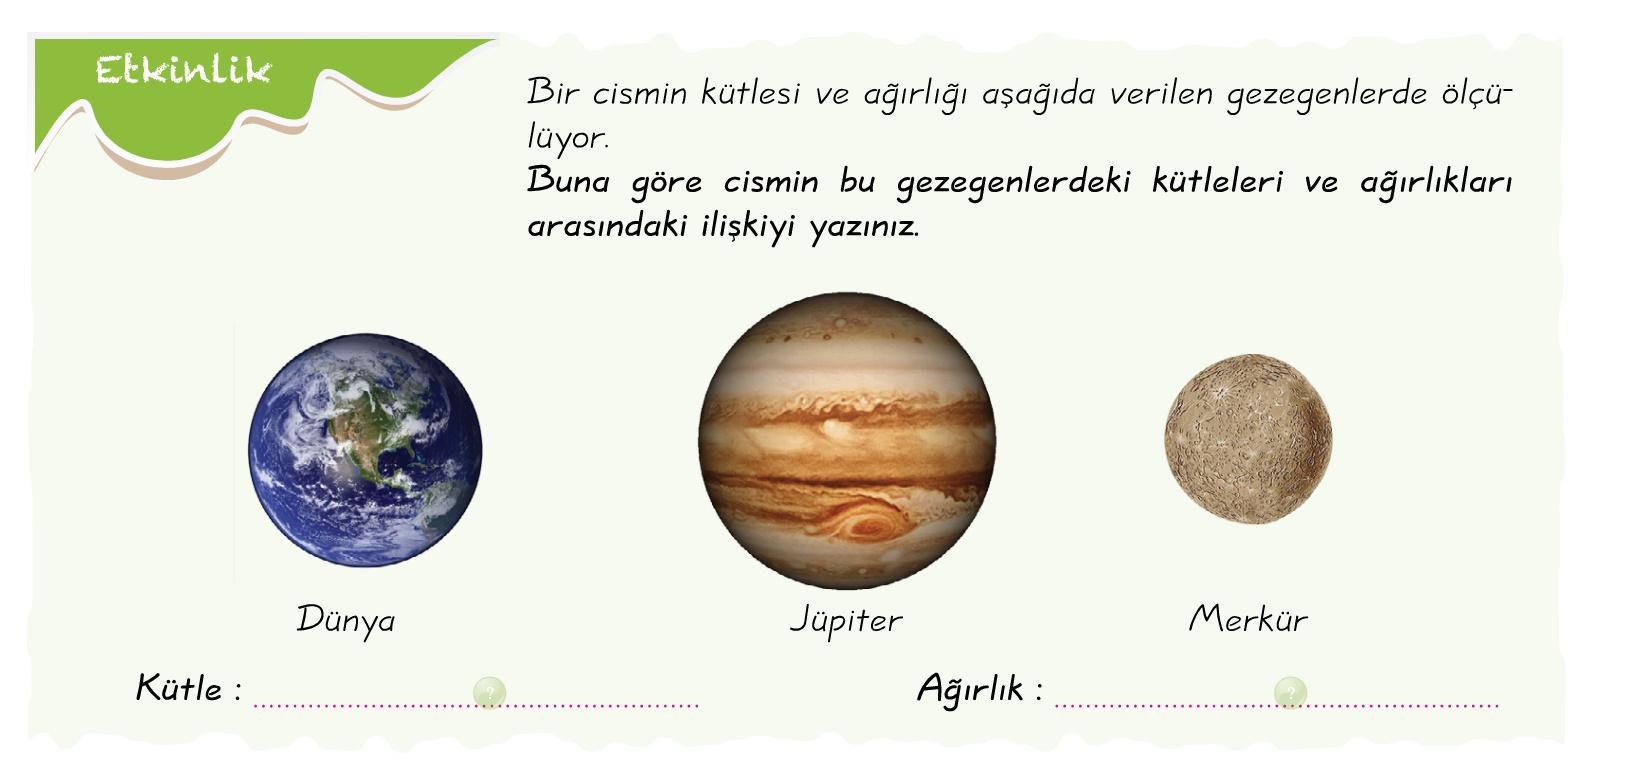 Etkinlik
Bir cismin kütlesi ve ağırlığı aşağıda verilen gezegenlerde ölçü-
lüyor.
Buna göre cismin bu gezegenlerdeki kütleleri ve ağırlıkları
arasındaki ilişkiyi yazınız.
Dünya Jüpiter Merkür
Kütle : ........................?........................ Ağırlık : ........................?........................